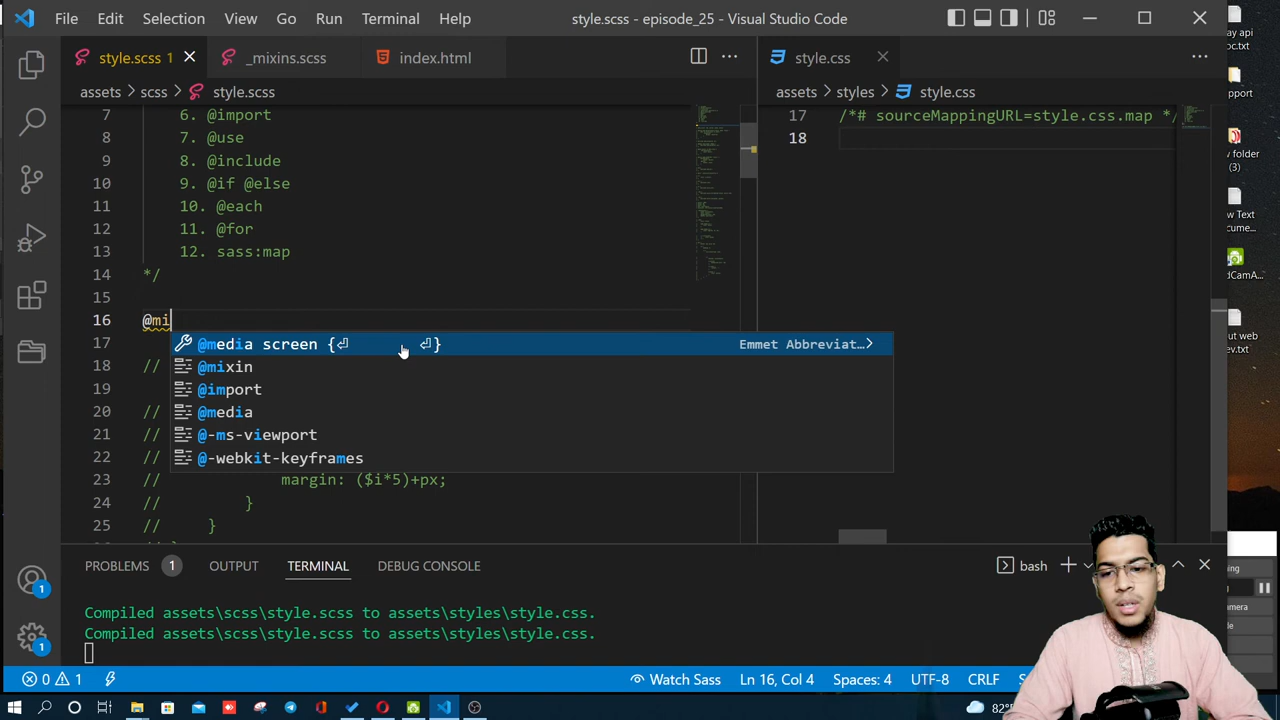 File Edit Selection View Go Run Terminal Help style.scss - episode_25 - Visual Studio Code
style.scss 1 _mixins.scss index.html
assets > scss > style.scss
7 6. @import
8 7. @use
9 8. @include
10 9. @if @else
11 10. @each
12 11. @for
13 12. sass:map
14 */
15
16 @mi
17
18 //
19
20 //
21 //
22 //
23 // margin: ($i*5)+px;
24 // }
25 // }
@media screen {⏎ ⏎} Emmet Abbreviat...
@mixin
@import
@media
@-ms-viewport
@-webkit-keyframes
style.css
assets > styles > style.css
17 /*# sourceMappingURL=style.css.map */
18
PROBLEMS 1 OUTPUT TERMINAL DEBUG CONSOLE bash
Compiled assets\scss\style.scss to assets\styles\style.css.
Compiled assets\scss\style.scss to assets\styles\style.css.
1
1
0 1 Watch Sass Ln 16, Col 4 Spaces: 4 UTF-8 CRLF
82°